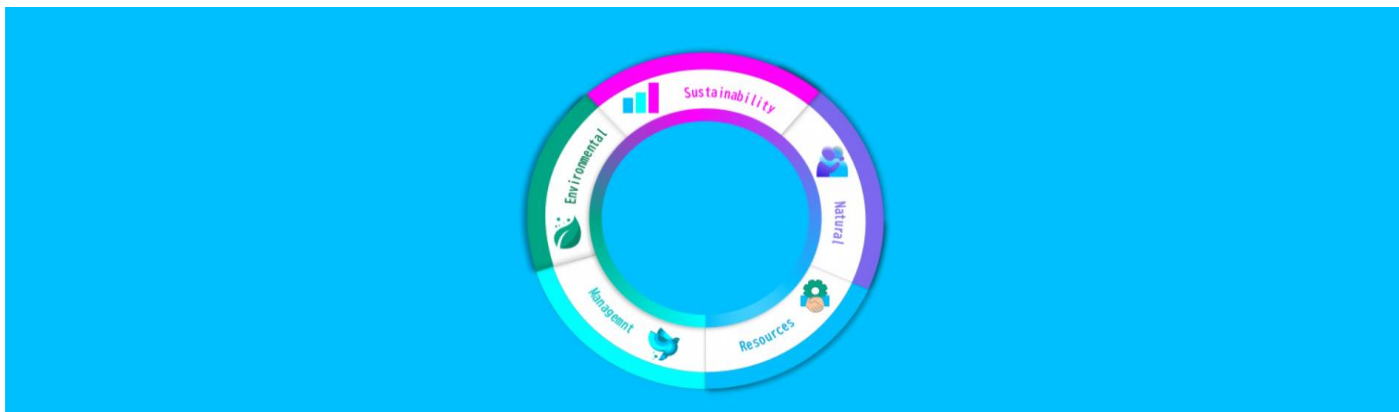 Sustainability
Natural
Resources
Managemnt
Environmental